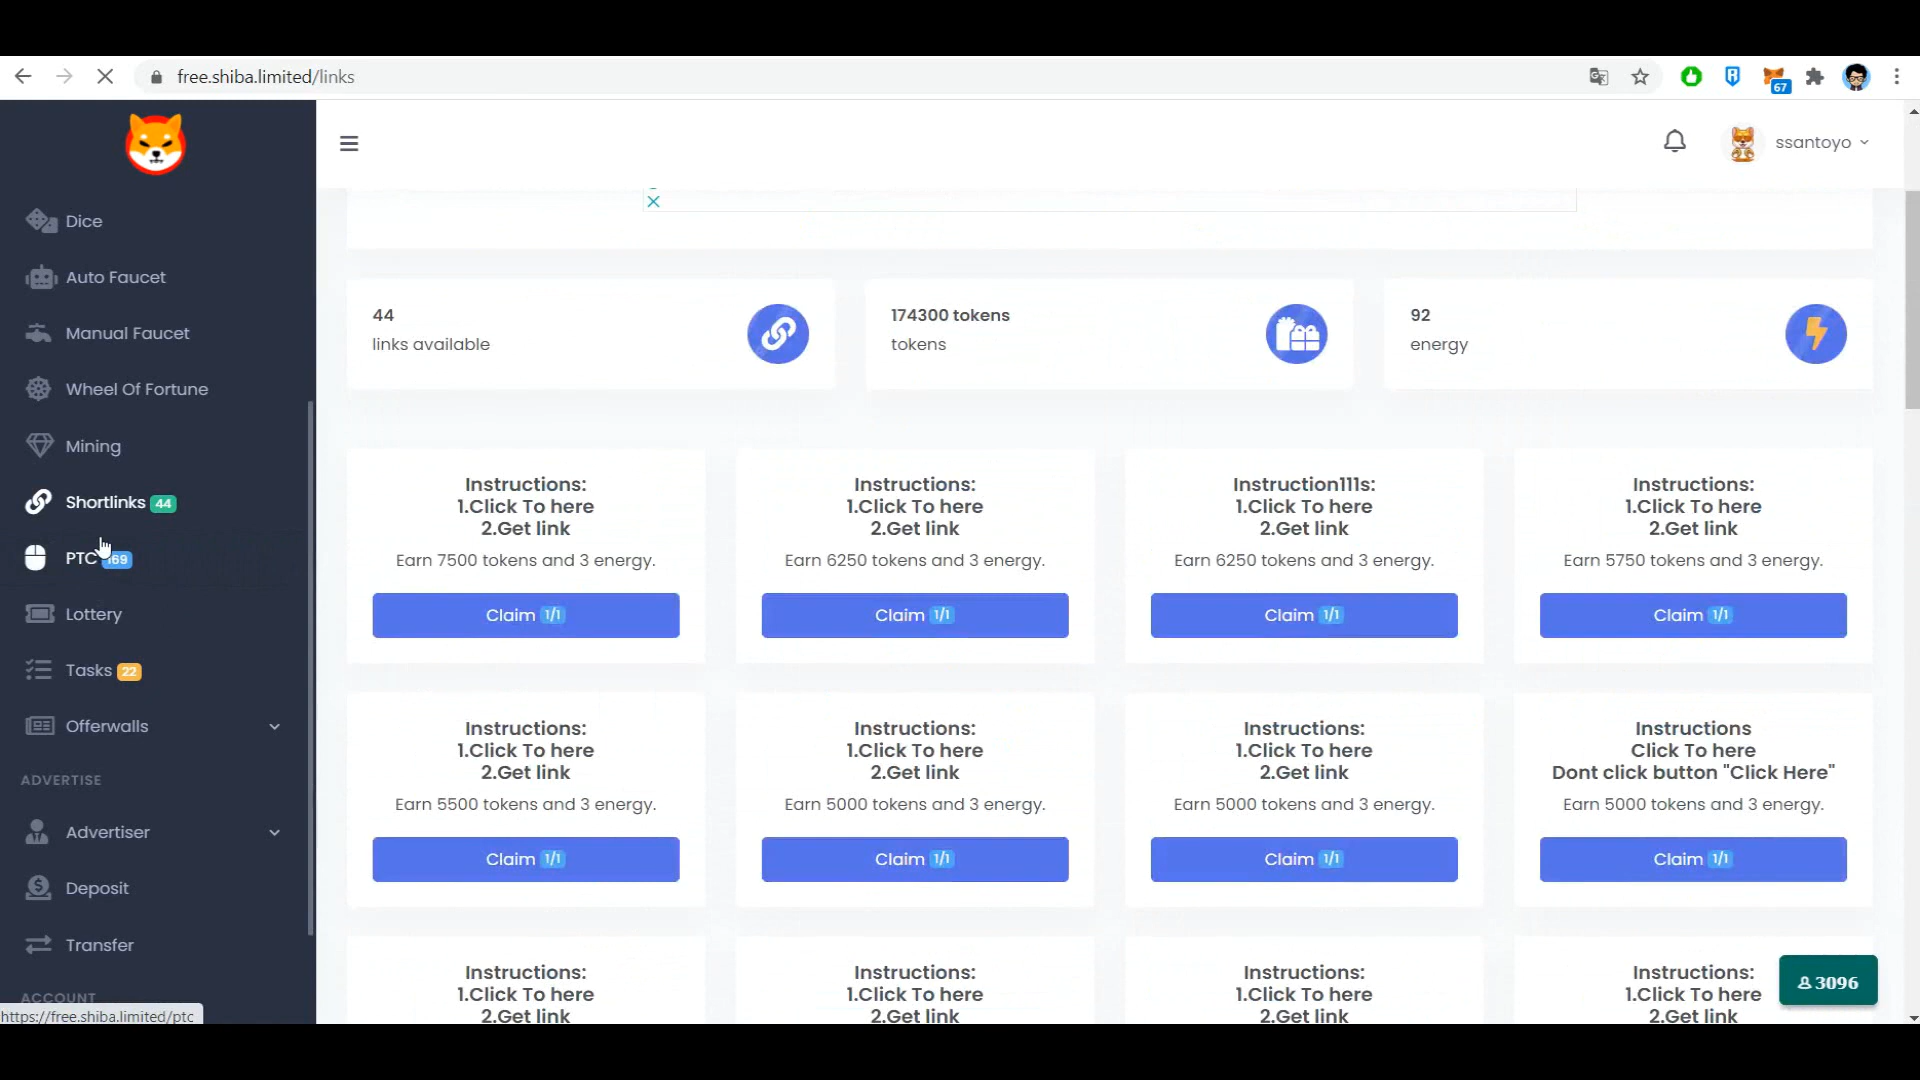 free.shiba.limited/links
67
ssantoyo
Dice
Auto Faucet
Manual Faucet
Wheel Of Fortune
Mining
Shortlinks 44
PTC 169
Lottery
Tasks 22
Offerwalls
ADVERTISE
Advertiser
Deposit
Transfer
ACCOUNT
https://free.shiba.limited/ptc
44
links available
174300 tokens
tokens
92
energy
Instructions:
1.Click To here
2.Get link
Earn 7500 tokens and 3 energy.
Claim 1/1
Instructions:
1.Click To here
2.Get link
Earn 6250 tokens and 3 energy.
Claim 1/1
Instruction111s:
1.Click To here
2.Get link
Earn 6250 tokens and 3 energy.
Claim 1/1
Instructions:
1.Click To here
2.Get link
Earn 5750 tokens and 3 energy.
Claim 1/1
Instructions:
1.Click To here
2.Get link
Earn 5500 tokens and 3 energy.
Claim 1/1
Instructions:
1.Click To here
2.Get link
Earn 5000 tokens and 3 energy.
Claim 1/1
Instructions:
1.Click To here
2.Get link
Earn 5000 tokens and 3 energy.
Claim 1/1
Instructions
Click To here
Dont click button "Click Here"
Earn 5000 tokens and 3 energy.
Claim 1/1
Instructions:
1.Click To here
2.Get link
Instructions:
1.Click To here
2.Get link
Instructions:
1.Click To here
2.Get link
Instructions:
1.Click To here
2.Get link
3096